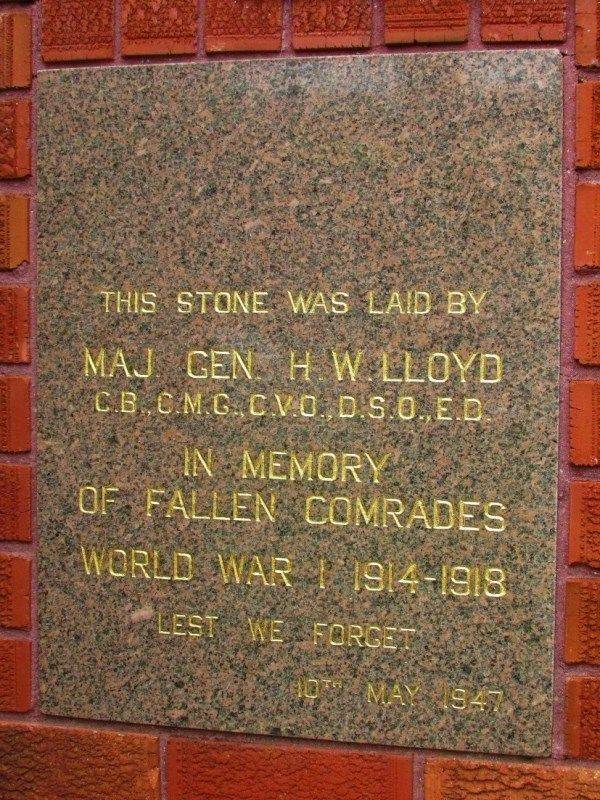 THIS STONE WAS LAID BY
MAJ GEN. H.W. LLOYD
C.B., C.M.G., C.V.O., D.S.O., E.D.
IN MEMORY
OF FALLEN COMRADES
WORLD WAR I 1914-1918
LEST WE FORGET
10TH MAY 1947